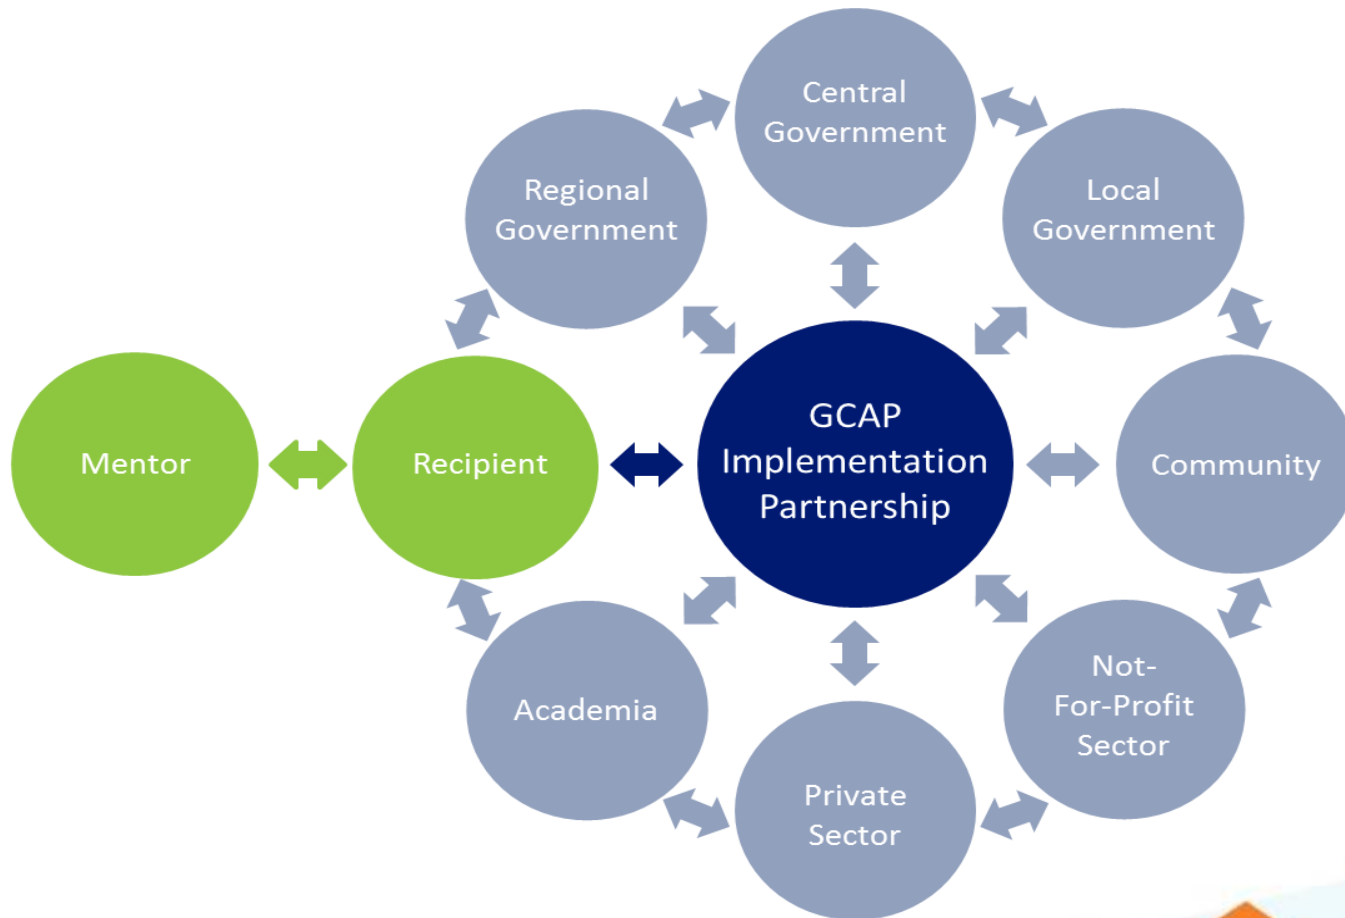 Central
Government
Regional
Government
Local
Government
Mentor
Recipient
GCAP
Implementation
Partnership
Community
Academia
Not-
For-Profit
Sector
Private
Sector